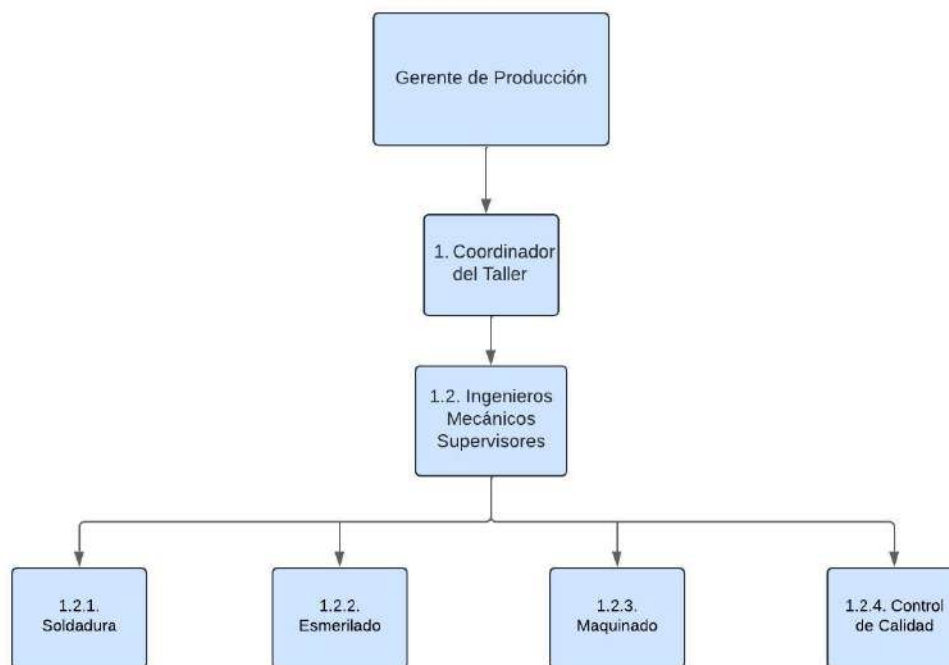 Gerente de Producción
1. Coordinador
del Taller
1.2. Ingenieros
Mecánicos
Supervisores
1.2.1.
Soldadura
1.2.2.
Esmerilado
1.2.3.
Maquinado
1.2.4. Control
de Calidad